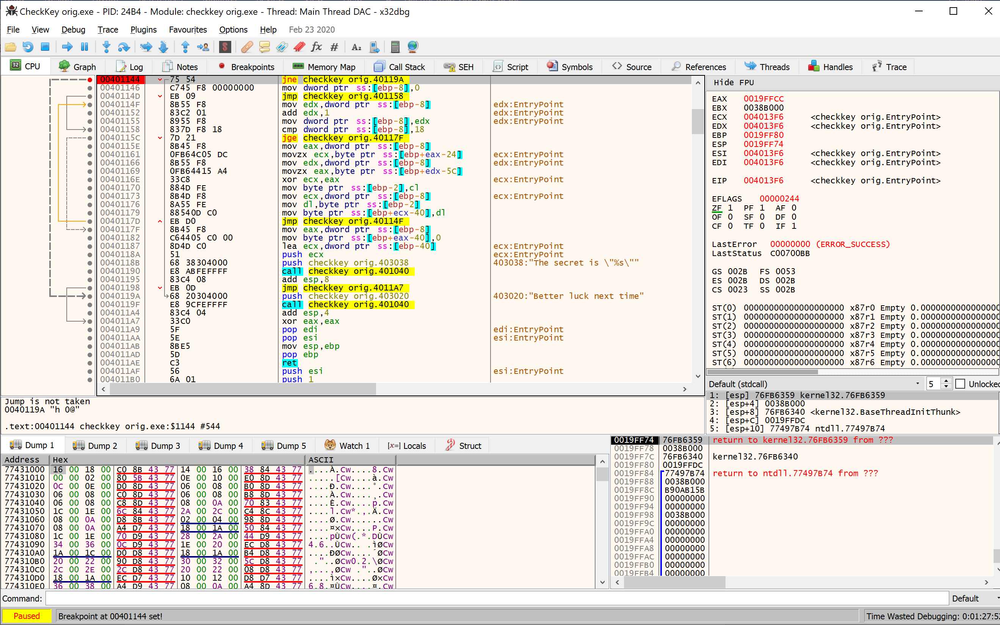 CheckKey orig.exe - PID: 24B4 - Module: checkkey orig.exe - Thread: Main Thread DAC - x32dbg
File View Debug Trace Plugins Favourites Options Help Feb 23 2020
CPU Graph Log Notes Breakpoints Memory Map Call Stack SEH Script Symbols Source References Threads Handles Trace
00401144 75 54 jne checkkey orig.40119A
00401146 C745 F8 00000000 mov dword ptr ss:[ebp-8],0
0040114D EB 09 jmp checkkey orig.401158
0040114F 8B55 F8 mov edx,dword ptr ss:[ebp-8] edx:EntryPoint
00401152 83C2 01 add edx,1 edx:EntryPoint
00401155 8955 F8 mov dword ptr ss:[ebp-8],edx edx:EntryPoint
00401158 837D F8 18 cmp dword ptr ss:[ebp-8],18
0040115C 7D 21 jge checkkey orig.40117F
0040115E 8B45 F8 mov eax,dword ptr ss:[ebp-8]
00401161 0FB64C05 DC movzx ecx,byte ptr ss:[ebp+eax-24] ecx:EntryPoint
00401166 8B55 F8 mov edx,dword ptr ss:[ebp-8] edx:EntryPoint
00401169 0FB64415 A4 movzx eax,byte ptr ss:[ebp+edx-5C]
0040116E 33C8 xor ecx,eax ecx:EntryPoint
00401170 884D FE mov byte ptr ss:[ebp-2],cl
00401173 8B4D F8 mov ecx,dword ptr ss:[ebp-8] ecx:EntryPoint
00401176 8A55 FE mov dl,byte ptr ss:[ebp-2]
00401179 88540D C0 mov byte ptr ss:[ebp+ecx-40],dl
0040117D EB D0 jmp checkkey orig.40114F
0040117F 8B45 F8 mov eax,dword ptr ss:[ebp-8]
00401182 C64405 C0 00 mov byte ptr ss:[ebp+eax-40],0
00401187 8D4D C0 lea ecx,dword ptr ss:[ebp-40] ecx:EntryPoint
0040118A 51 push ecx ecx:EntryPoint
0040118B 68 38304000 push checkkey orig.403038 403038:"The secret is \"%s\""
00401190 E8 ABFEFFFF call checkkey orig.401040
00401195 83C4 08 add esp,8
00401198 EB 0D jmp checkkey orig.4011A7
0040119A 68 20304000 push checkkey orig.403020 403020:"Better luck next time"
0040119F E8 9CFEFFFF call checkkey orig.401040
004011A4 83C4 04 add esp,4
004011A7 33C0 xor eax,eax
004011A9 5F pop edi edi:EntryPoint
004011AA 5E pop esi esi:EntryPoint
004011AB 8BE5 mov esp,ebp
004011AD 5D pop ebp
004011AE C3 ret
004011AF 56 push esi esi:EntryPoint
004011B0 6A 01 push 1
Hide FPU
EAX 0019FFCC
EBX 0038B000
ECX 004013F6 <checkkey orig.EntryPoint>
EDX 004013F6 <checkkey orig.EntryPoint>
EBP 0019FF80
ESP 0019FF74
ESI 004013F6 <checkkey orig.EntryPoint>
EDI 004013F6 <checkkey orig.EntryPoint>
EIP 004013F6 <checkkey orig.EntryPoint>
EFLAGS 00000244
ZF 1 PF 1 AF 0
OF 0 SF 0 DF 0
CF 0 TF 0 IF 1
LastError 00000000 (ERROR_SUCCESS)
LastStatus C00700BB
GS 002B FS 0053
ES 002B DS 002B
CS 0023 SS 002B
ST(0) 00000000000000000000 x87r0 Empty 0.0000000000000000
ST(1) 00000000000000000000 x87r1 Empty 0.0000000000000000
ST(2) 00000000000000000000 x87r2 Empty 0.0000000000000000
ST(3) 00000000000000000000 x87r3 Empty 0.0000000000000000
ST(4) 00000000000000000000 x87r4 Empty 0.0000000000000000
ST(5) 00000000000000000000 x87r5 Empty 0.0000000000000000
ST(6) 00000000000000000000 x87r6 Empty 0.0000000000000000
Default (stdcall) 5 Unlocked
1: [esp] 76FB6359 kernel32.76FB6359
2: [esp+4] 0038B000
3: [esp+8] 76FB6340 <kernel32.BaseThreadInitThunk>
4: [esp+C] 0019FFDC
5: [esp+10] 77497B74 ntdll.77497B74
Jump is not taken
0040119A "h 0@"
.text:00401144 checkkey orig.exe:$1144 #544
Dump 1 Dump 2 Dump 3 Dump 4 Dump 5 Watch 1 [x=] Locals Struct
Address Hex ASCII
77431000 16 00 18 00 C0 8B 43 77 14 00 16 00 38 84 43 77 ....À.Cw....8.Cw
77431010 00 00 02 00 80 5B 43 77 0E 00 10 00 E0 8D 43 77 .....[Cw....à.Cw
77431020 0C 00 0E 00 D0 8D 43 77 06 00 08 00 B0 8D 43 77 ....Ð.Cw....°.Cw
77431030 06 00 08 00 C0 8D 43 77 06 00 08 00 B8 8D 43 77 ....À.Cw....¸.Cw
77431040 06 00 08 00 C8 8D 43 77 08 00 0A 00 70 83 43 77 ....È.Cw....p.Cw
77431050 1C 00 1E 00 6C 84 43 77 2A 00 2C 00 C4 8C 43 77 ....l.Cw*.,.Ä.Cw
77431060 08 00 0A 00 D8 8B 43 77 02 00 04 00 98 8D 43 77 ....Ø.Cw......Cw
77431070 08 00 0A 00 A4 D7 43 77 18 00 1A 00 50 84 43 77 ....¤×Cw....P.Cw
77431080 1C 00 1E 00 70 D9 43 77 28 00 2A 00 44 D9 43 77 ....pÙCw(.*.DÙCw
77431090 34 00 36 00 0C D9 43 77 1E 00 20 00 EC D8 43 77 4.6..ÙCw.. .ìØCw
774310A0 1A 00 1C 00 D0 D8 43 77 18 00 1A 00 B4 D8 43 77 ....ÐØCw....´ØCw
774310B0 20 00 22 00 90 D8 43 77 30 00 32 00 5C D8 43 77  ."..ØCw0.2.\ØCw
774310C0 2C 00 2E 00 2C D8 43 77 20 00 22 00 08 D8 43 77 ,...,ØCw ."..ØCw
774310D0 18 00 1A 00 EC D7 43 77 10 00 12 00 D8 D7 43 77 ....ì×Cw....Ø×Cw
774310E0 36 00 38 00 A4 D9 43 77 08 00 0A 00 A4 8D 43 77 6.8.¤ÙCw....¤.Cw
0019FF74 76FB6359 return to kernel32.76FB6359 from ???
0019FF78 0038B000
0019FF7C 76FB6340 kernel32.76FB6340
0019FF80 0019FFDC
0019FF84 77497B74 return to ntdll.77497B74 from ???
0019FF88 0038B000
0019FF8C B90AB15B
0019FF90 00000000
0019FF94 00000000
0019FF98 0038B000
0019FF9C 00000000
0019FFA0 00000000
0019FFA4 00000000
0019FFA8 00000000
0019FFAC 00000000
0019FFB0 00000000
0019FFB4 00000000
Command: Default
Paused Breakpoint at 00401144 set! Time Wasted Debugging: 0:01:27:52